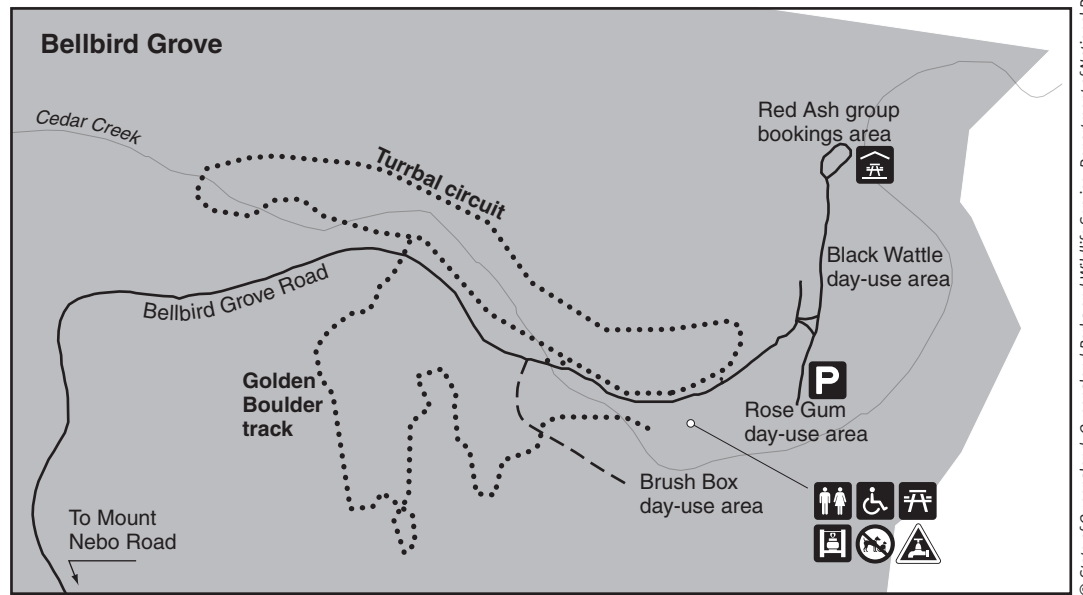 Bellbird Grove
Cedar Creek
Turrbal circuit
Red Ash group
bookings area
Black Wattle
day-use area
Bellbird Grove Road
Golden
Boulder
track
P
Rose Gum
day-use area
Brush Box
day-use area
To Mount
Nebo Road